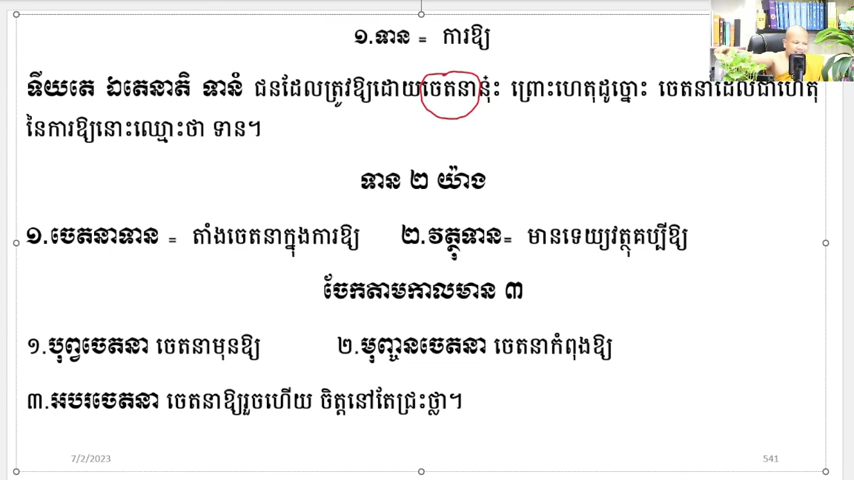 ១.ទាន = ការឱ្យ
ទីយតេ ឯតេនាតិ ទានំ ជនដែលត្រូវឱ្យដោយចេតនានុ៎ះ ព្រោះហេតុដូច្នោះ ចេតនាដែលជាហេតុ
នៃការឱ្យនោះឈ្មោះថា ទាន។
ទាន ២ យ៉ាង
១.ចេតនាទាន = តាំងចេតនាក្នុងការឱ្យ ២.វត្ថុទាន= មានទេយ្យវត្ថុគប្បីឱ្យ
ចែកតាមកាលមាន ៣
១.បុព្វចេតនា ចេតនាមុនឱ្យ ២.មុញ្ចនចេតនា ចេតនាកំពុងឱ្យ
៣.អបរចេតនា ចេតនាឱ្យរួចហើយ ចិត្តនៅតែជ្រះថ្លា។
7/2/2023 541